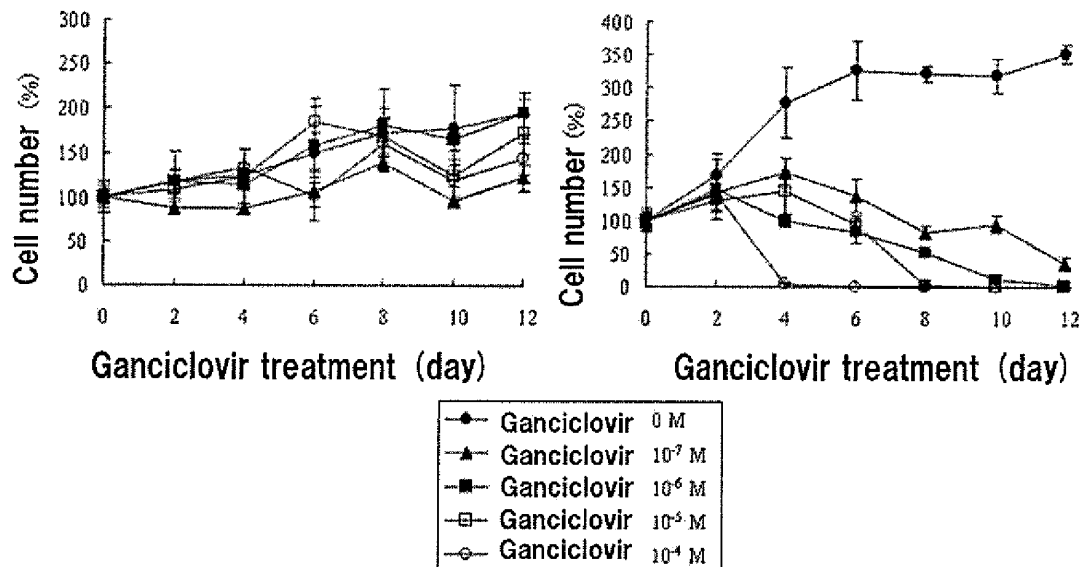 300
250
200
150
100
50
0
Cell number (%)
0 2 4 6 8 10 12
Ganciclovir treatment (day)
400
350
300
250
200
150
100
50
0
Cell number (%)
0 2 4 6 8 10 12
Ganciclovir treatment (day)
Ganciclovir 0 M
Ganciclovir 10⁻⁷ M
Ganciclovir 10⁻⁶ M
Ganciclovir 10⁻⁵ M
Ganciclovir 10⁻⁴ M